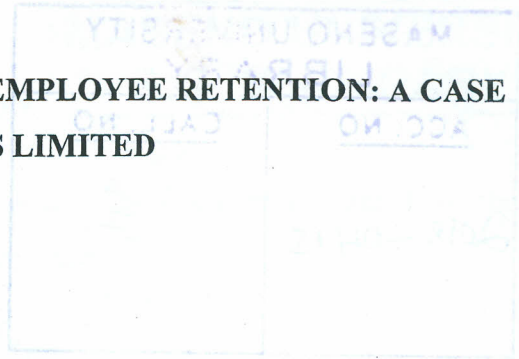 MASENO UNIVERSITY
LIBRARY
EMPLOYEE RETENTION: A CASE
ACC. NO CALL. NO
S LIMITED